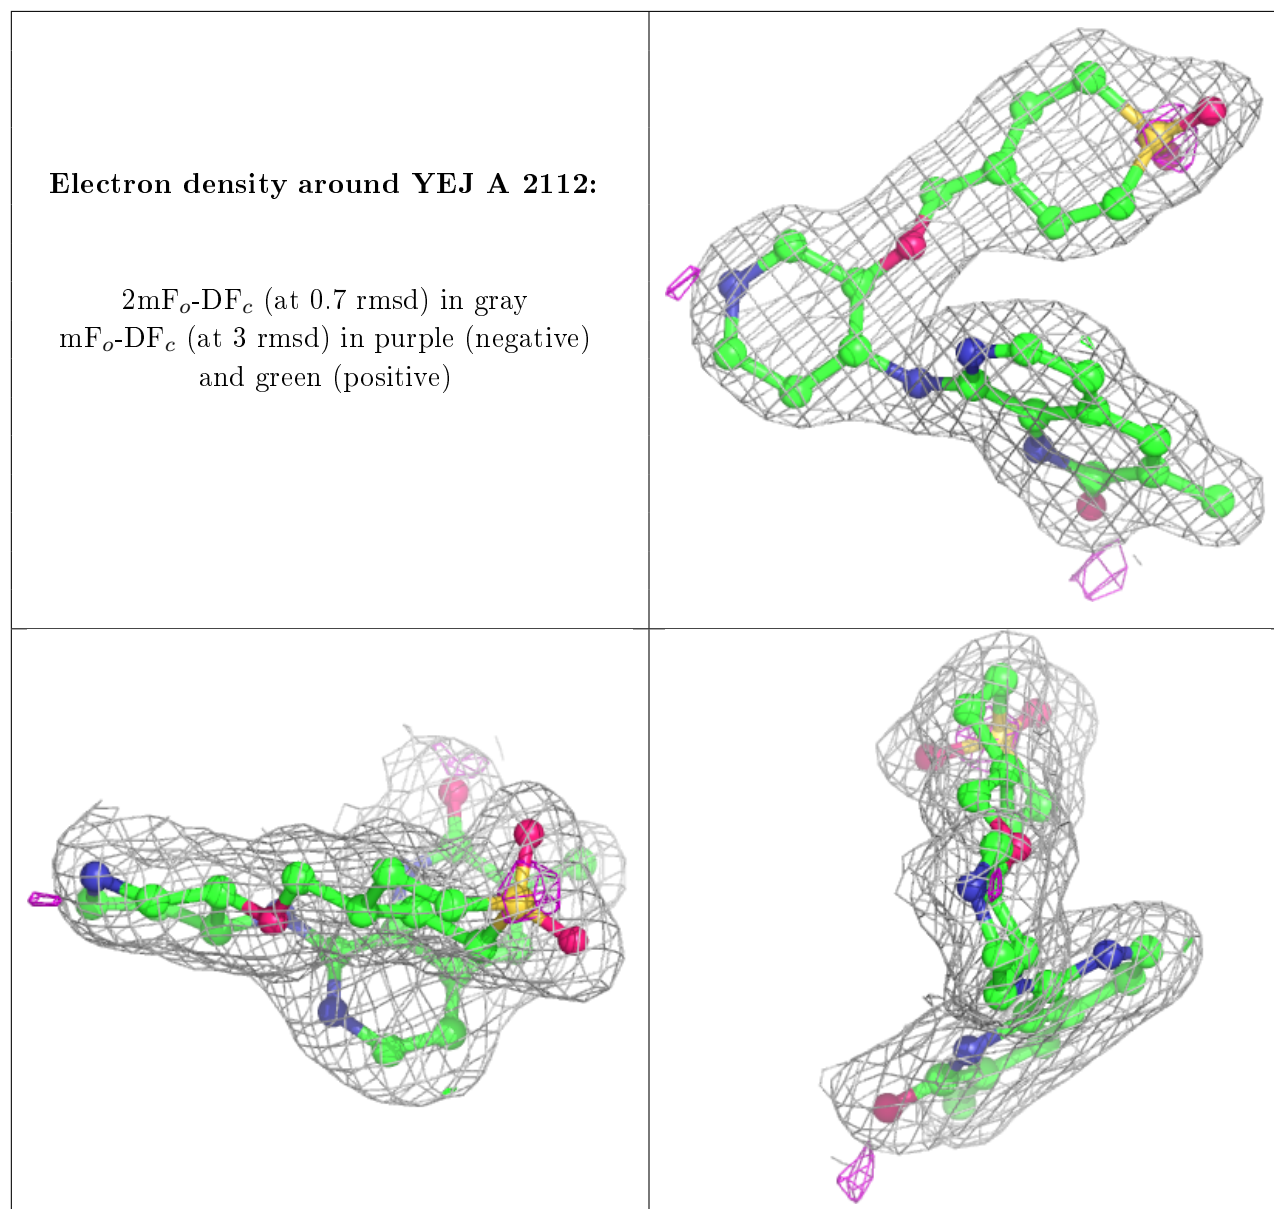 Electron density around YEJ A 2112:
2mFo-DFc (at 0.7 rmsd) in gray
mFo-DFc (at 3 rmsd) in purple (negative)
and green (positive)